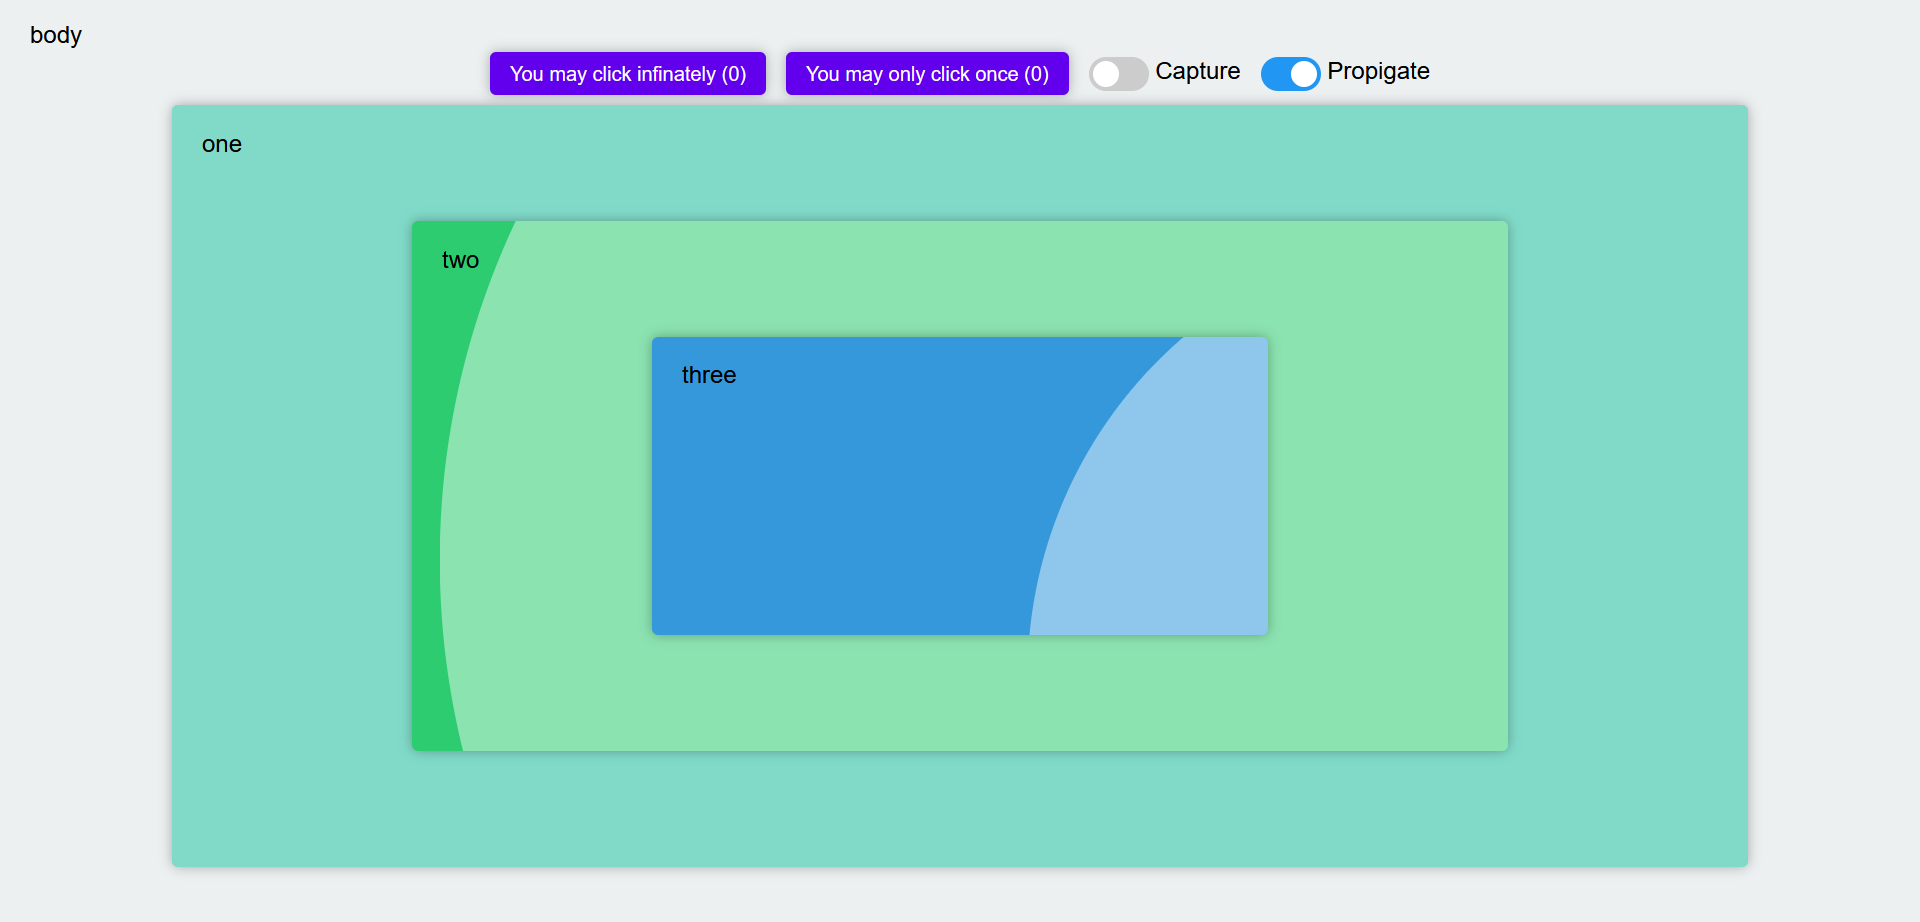 body
You may click infinately (0) You may only click once (0) Capture Propigate
one
two
three